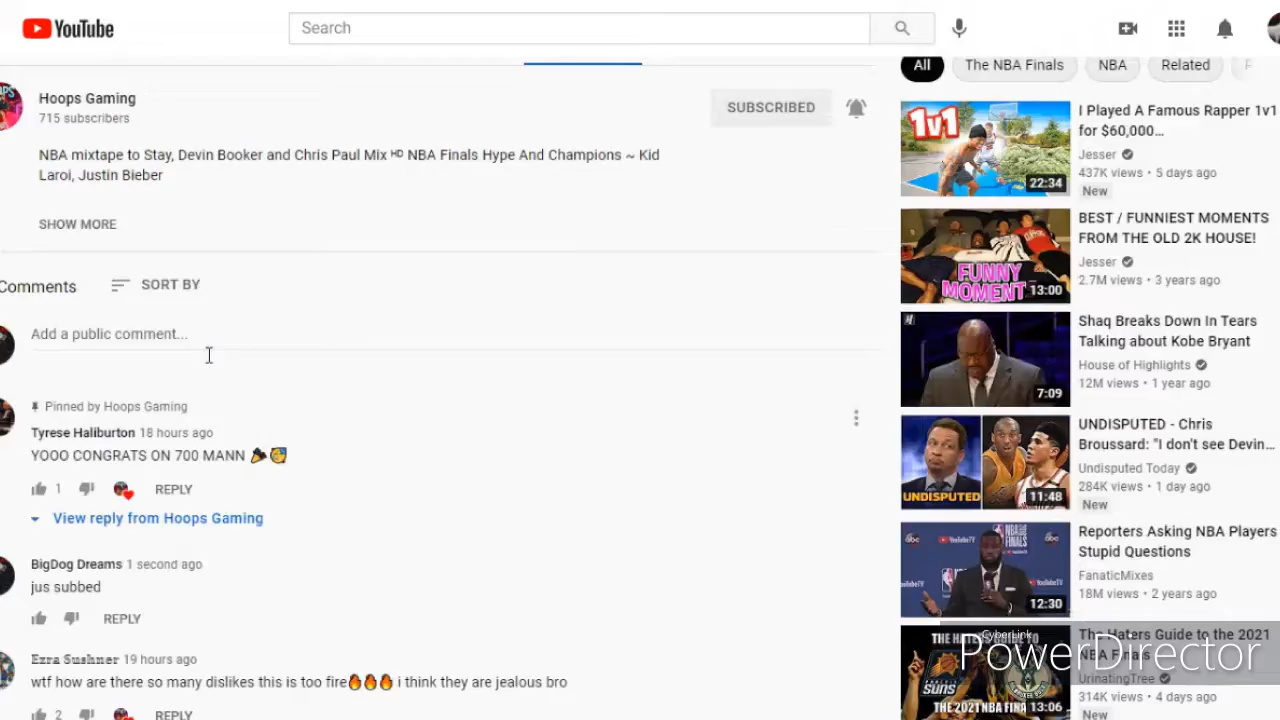 YouTube
Search
All
The NBA Finals
NBA
Related
Hoops Gaming
715 subscribers
SUBSCRIBED
NBA mixtape to Stay, Devin Booker and Chris Paul Mix ᴴᴰ NBA Finals Hype And Champions ~ Kid
Laroi, Justin Bieber
SHOW MORE
Comments
SORT BY
Add a public comment...
Pinned by Hoops Gaming
Tyrese Haliburton 18 hours ago
YOOO CONGRATS ON 700 MANN 🎉🥳
1
REPLY
View reply from Hoops Gaming
BigDog Dreams 1 second ago
jus subbed
REPLY
Ezra Sushner 19 hours ago
wtf how are there so many dislikes this is too fire🔥🔥🔥 i think they are jealous bro
2
REPLY
1v1
22:34
I Played A Famous Rapper 1v1
for $60,000...
Jesser
437K views • 5 days ago
New
FUNNY
MOMENT
13:00
BEST / FUNNIEST MOMENTS
FROM THE OLD 2K HOUSE!
Jesser
2.7M views • 3 years ago
7:09
Shaq Breaks Down In Tears
Talking about Kobe Bryant
House of Highlights
12M views • 1 year ago
UNDISPUTED
11:48
UNDISPUTED - Chris
Broussard: "I don't see Devin...
Undisputed Today
284K views • 1 day ago
New
abc
YouTubeTV
NBA
FINALS
abc
YouTubeTV
12:30
Reporters Asking NBA Players
Stupid Questions
FanaticMixes
18M views • 2 years ago
THE HATERS GUIDE TO
SUNS
THE 2021 NBA FINA
13:06
The Haters Guide to the 2021
NBA Finals
UrinatingTree
314K views • 4 days ago
New
CyberLink
PowerDirector